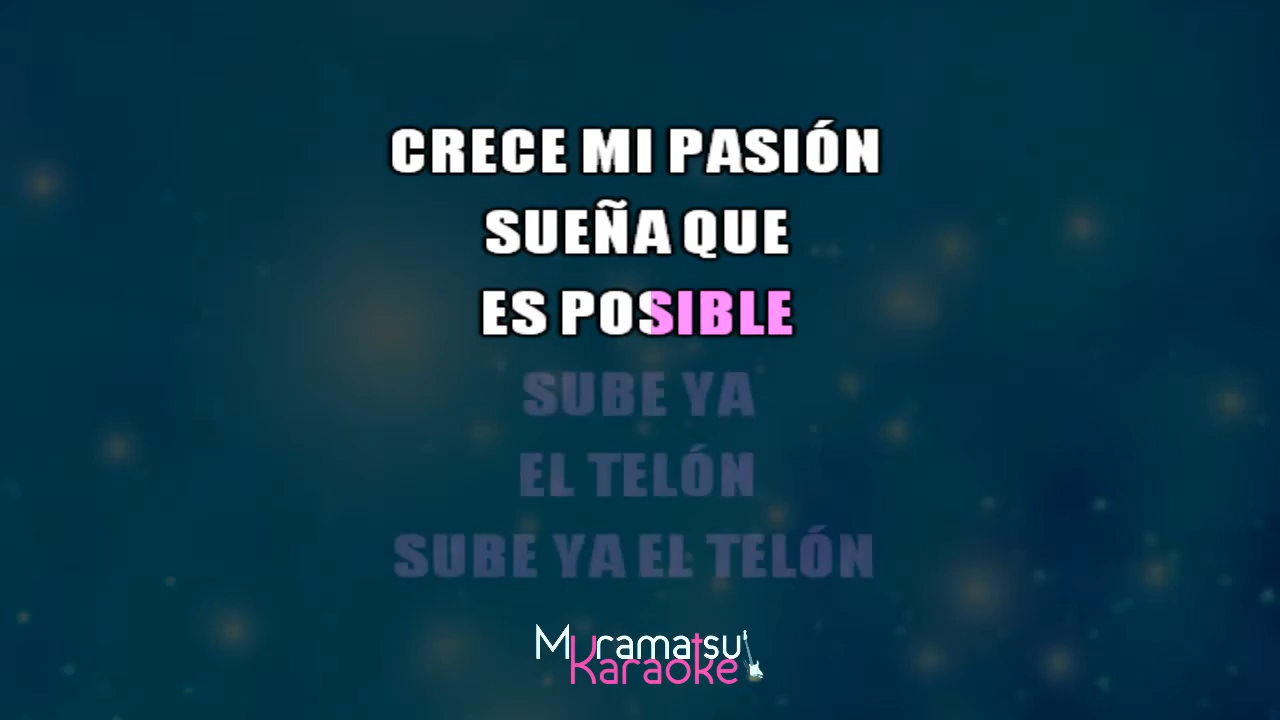 CRECE MI PASIÓN
SUEÑA QUE
ES POSIBLE
SUBE YA
EL TELÓN
SUBE YA EL TELÓN
Muramatsu
Karaoke